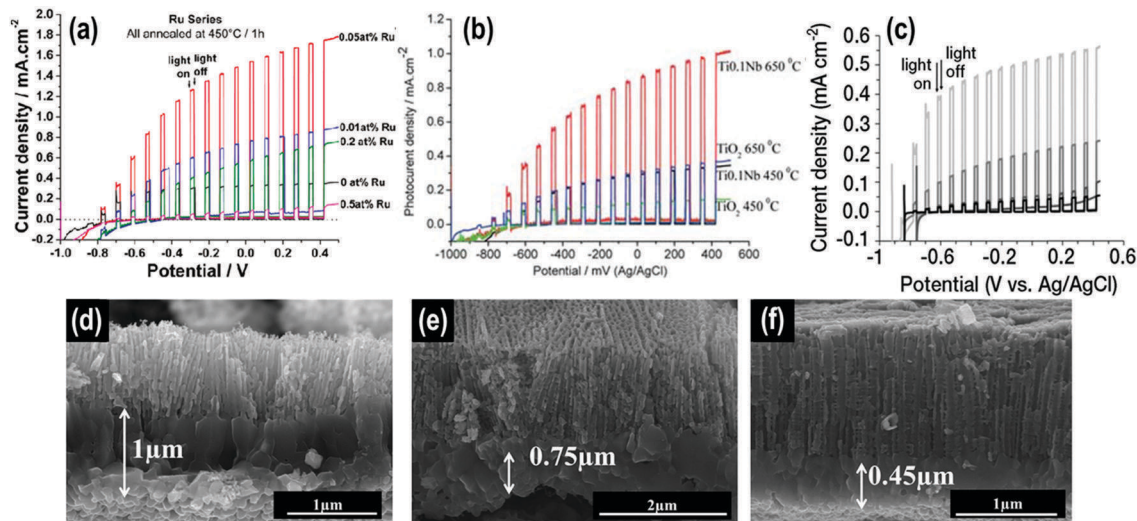 (a)
Ru Series
All annealed at 450°C / 1h
light on
light off
0.05at% Ru
0.01at% Ru
0.2 at% Ru
0 at% Ru
0.5at% Ru
Current density / mA.cm⁻²
2.0
1.8
1.6
1.4
1.2
1.0
0.8
0.6
0.4
0.2
0.0
-0.2
-1.0 -0.8 -0.6 -0.4 -0.2 0.0 0.2 0.4
Potential / V
(b)
Ti0.1Nb 650 °C
TiO₂ 650 °C
Ti0.1Nb 450 °C
TiO₂ 450 °C
Photocurent density / mA.cm⁻²
1.2
1.0
0.8
0.6
0.4
0.2
0.0
-1000 -800 -600 -400 -200 0 200 400 600
Potential / mV (Ag/AgCl)
(c)
light on
light off
Current density (mA cm⁻²)
0.6
0.5
0.4
0.3
0.2
0.1
0.0
-0.1
-1 -0.6 -0.2 0.2 0.6
Potential (V vs. Ag/AgCl)
(d)
1µm
1µm
(e)
0.75µm
2µm
(f)
0.45µm
1µm